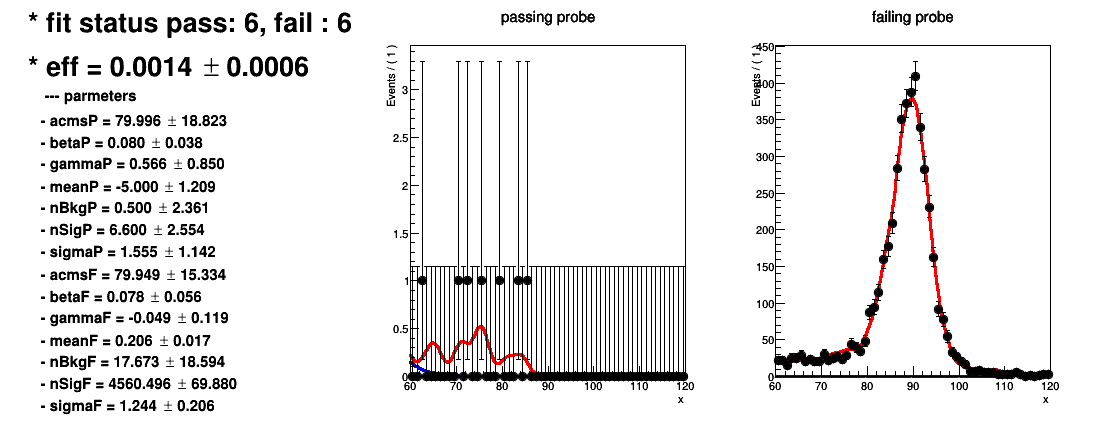 * fit status pass: 6, fail : 6
* eff = 0.0014 ± 0.0006
--- parmeters
- acmsP = 79.996 ± 18.823
- betaP = 0.080 ± 0.038
- gammaP = 0.566 ± 0.850
- meanP = -5.000 ± 1.209
- nBkgP = 0.500 ± 2.361
- nSigP = 6.600 ± 2.554
- sigmaP = 1.555 ± 1.142
- acmsF = 79.949 ± 15.334
- betaF = 0.078 ± 0.056
- gammaF = -0.049 ± 0.119
- meanF = 0.206 ± 0.017
- nBkgF = 17.673 ± 18.594
- nSigF = 4560.496 ± 69.880
- sigmaF = 1.244 ± 0.206
passing probe
Events / ( 1 )
3
2.5
2
1.5
1
0.5
0
60 70 80 90 100 110 120
x
failing probe
Events / ( 1 )
450
400
350
300
250
200
150
100
50
0
60 70 80 90 100 110 120
x